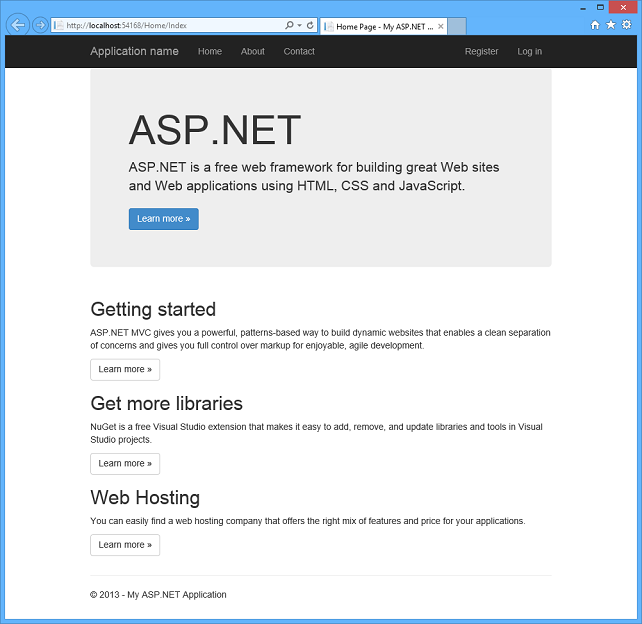 http://localhost:54168/Home/Index
Home Page - My ASP.NET ...
Application name Home About Contact Register Log in
ASP.NET
ASP.NET is a free web framework for building great Web sites
and Web applications using HTML, CSS and JavaScript.
Learn more »
Getting started
ASP.NET MVC gives you a powerful, patterns-based way to build dynamic websites that enables a clean separation
of concerns and gives you full control over markup for enjoyable, agile development.
Learn more »
Get more libraries
NuGet is a free Visual Studio extension that makes it easy to add, remove, and update libraries and tools in Visual
Studio projects.
Learn more »
Web Hosting
You can easily find a web hosting company that offers the right mix of features and price for your applications.
Learn more »
© 2013 - My ASP.NET Application